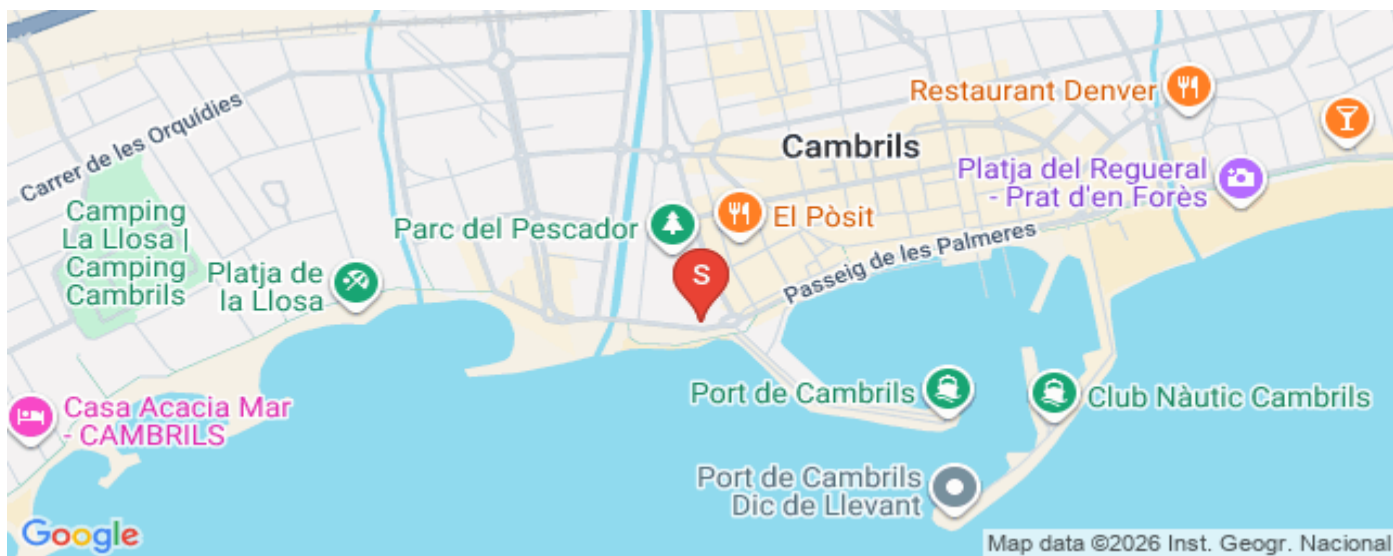 Restaurant Denver
Carrer de les Orquídies
Cambrils
Platja del Regueral
- Prat d'en Forès
Camping
La Llosa |
Camping
Cambrils
Parc del Pescador
El Pòsit
Platja de
la Llosa
S
Passeig de les Palmeres
Port de Cambrils
Club Nàutic Cambrils
Casa Acacia Mar
- CAMBRILS
Port de Cambrils
Dic de Llevant
Google
Map data ©2026 Inst. Geogr. Nacional